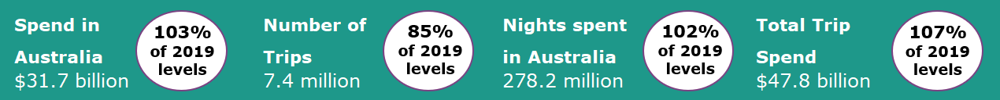 Spend in
Australia
$31.7 billion
103%
of 2019
levels
Number of
Trips
7.4 million
85%
of 2019
levels
Nights spent
in Australia
278.2 million
102%
of 2019
levels
Total Trip
Spend
$47.8 billion
107%
of 2019
levels